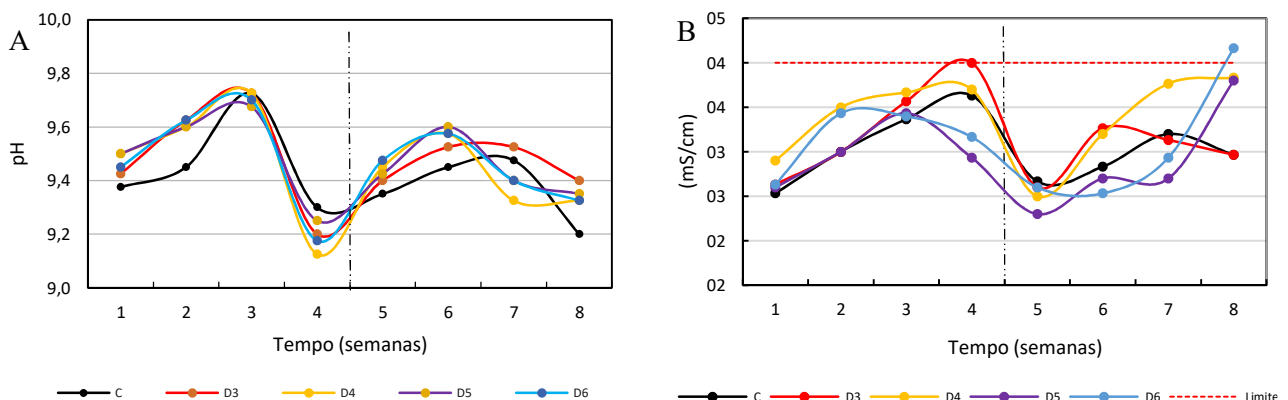 A
pH
10,0
9,8
9,6
9,4
9,2
9,0
1 2 3 4 5 6 7 8
Tempo (semanas)
C D3 D4 D5 D6
B
(mS/cm)
05
04
04
03
03
02
02
1 2 3 4 5 6 7 8
Tempo (semanas)
C D3 D4 D5 D6 Limite